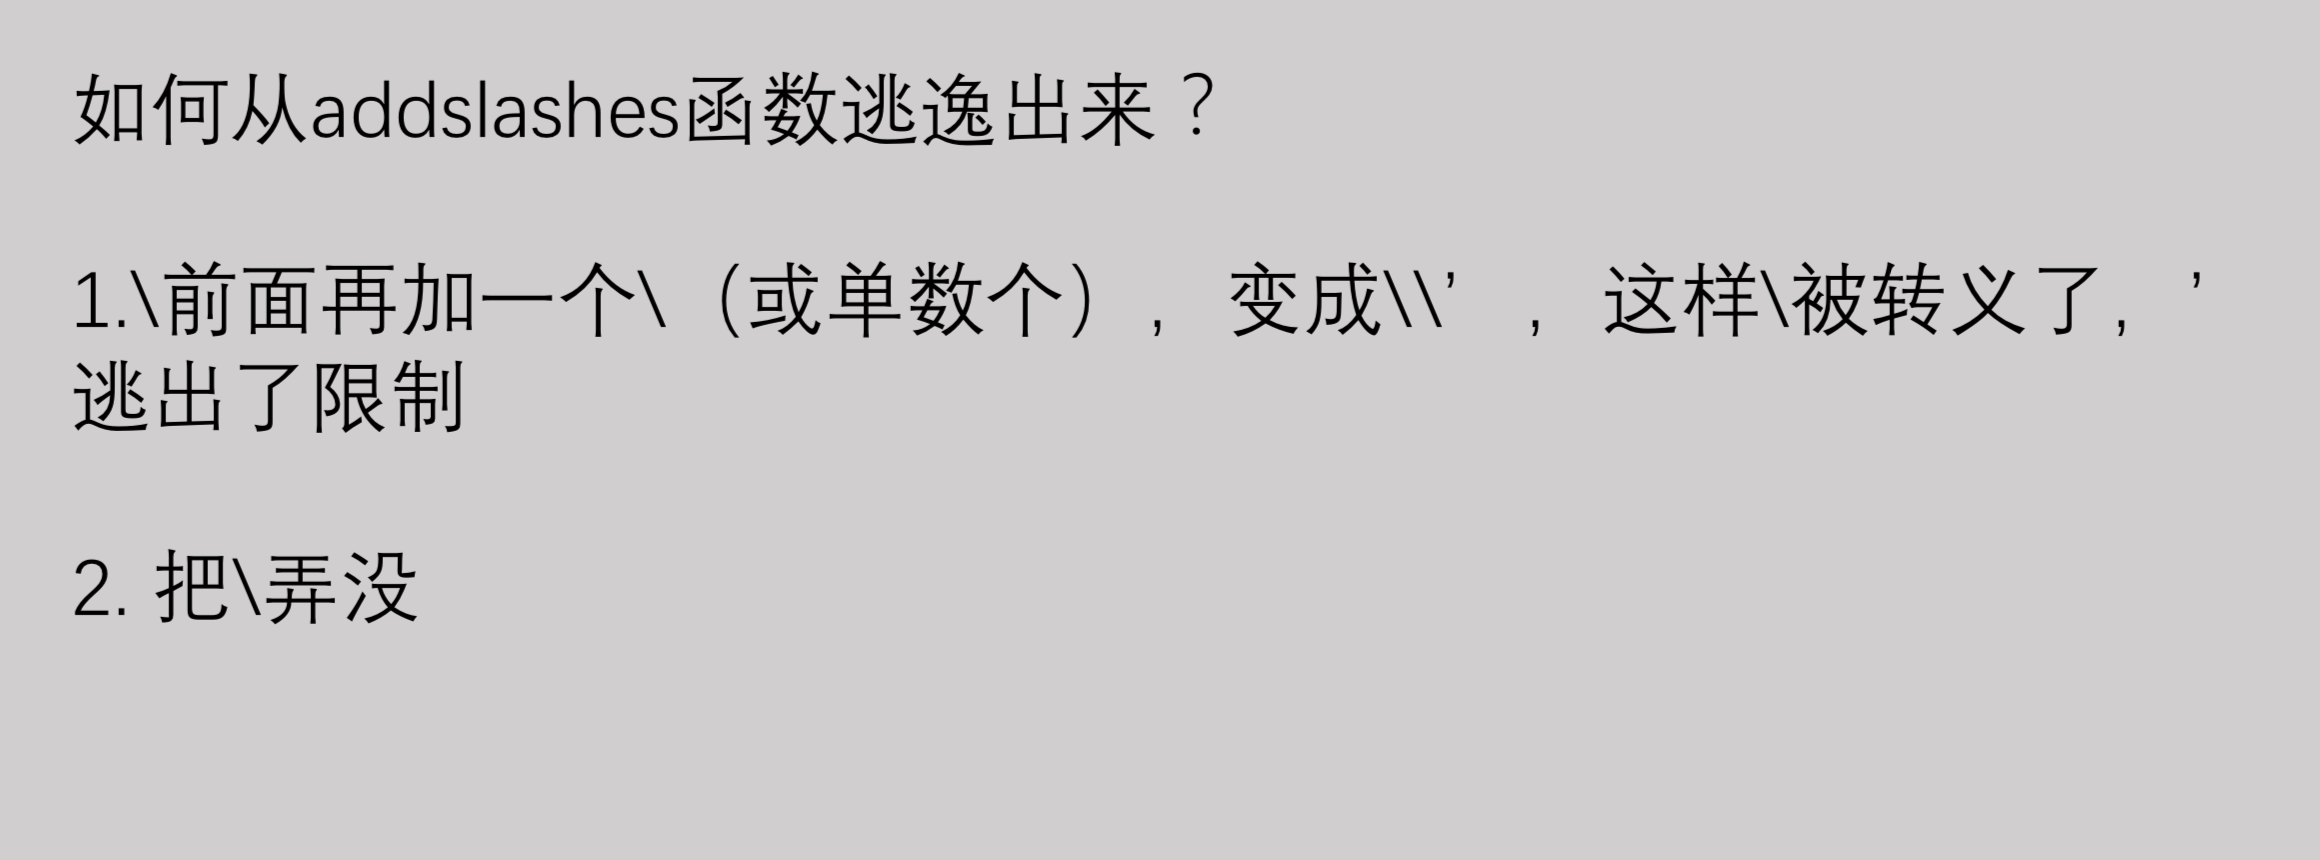 如何从addslashes函数逃逸出来？
1.\前面再加一个\（或单数个），变成\\’，这样\被转义了，’
逃出了限制
2. 把\弄没